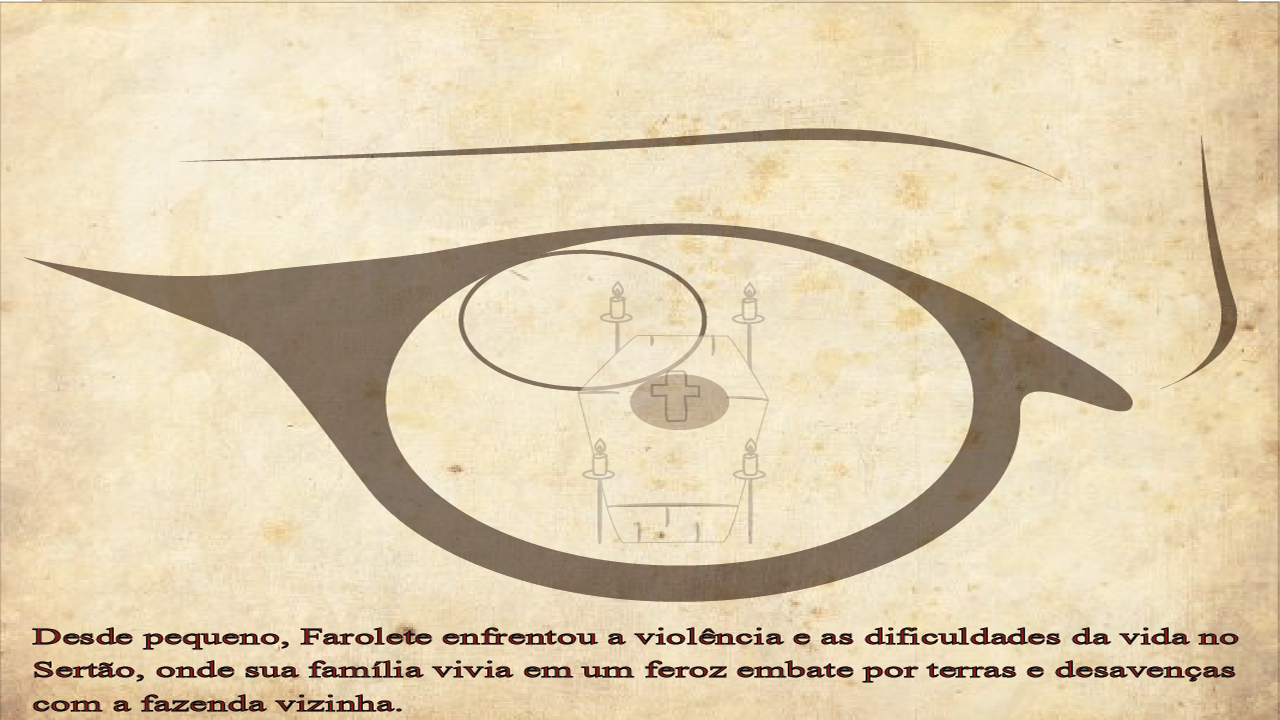 Desde pequeno, Farolete enfrentou a violência e as dificuldades da vida no
Sertão, onde sua família vivia em um feroz embate por terras e desavenças
com a fazenda vizinha.